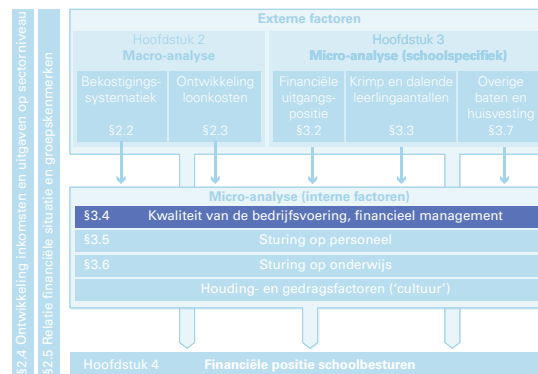 §2.4 Ontwikkeling inkomsten en uitgaven op sectorniveau
§2.5 Relatie financiële situatie en groepskenmerken
Externe factoren
Hoofdstuk 2
Macro-analyse
Bekostigings-
systematiek
§2.2
Ontwikkeling
loonkosten
§2.3
Hoofdstuk 3
Micro-analyse (schoolspecifiek)
Financiële
uitgangs-
positie
§3.2
Krimp en dalende
leerlingaantallen
§3.3
Overige
baten en
huisvesting
§3.7
Micro-analyse (interne factoren)
§3.4 Kwaliteit van de bedrijfsvoering, financieel management
§3.5 Sturing op personeel
§3.6 Sturing op onderwijs
Houding- en gedragsfactoren (‘cultuur’)
Hoofdstuk 4 Financiële positie schoolbesturen